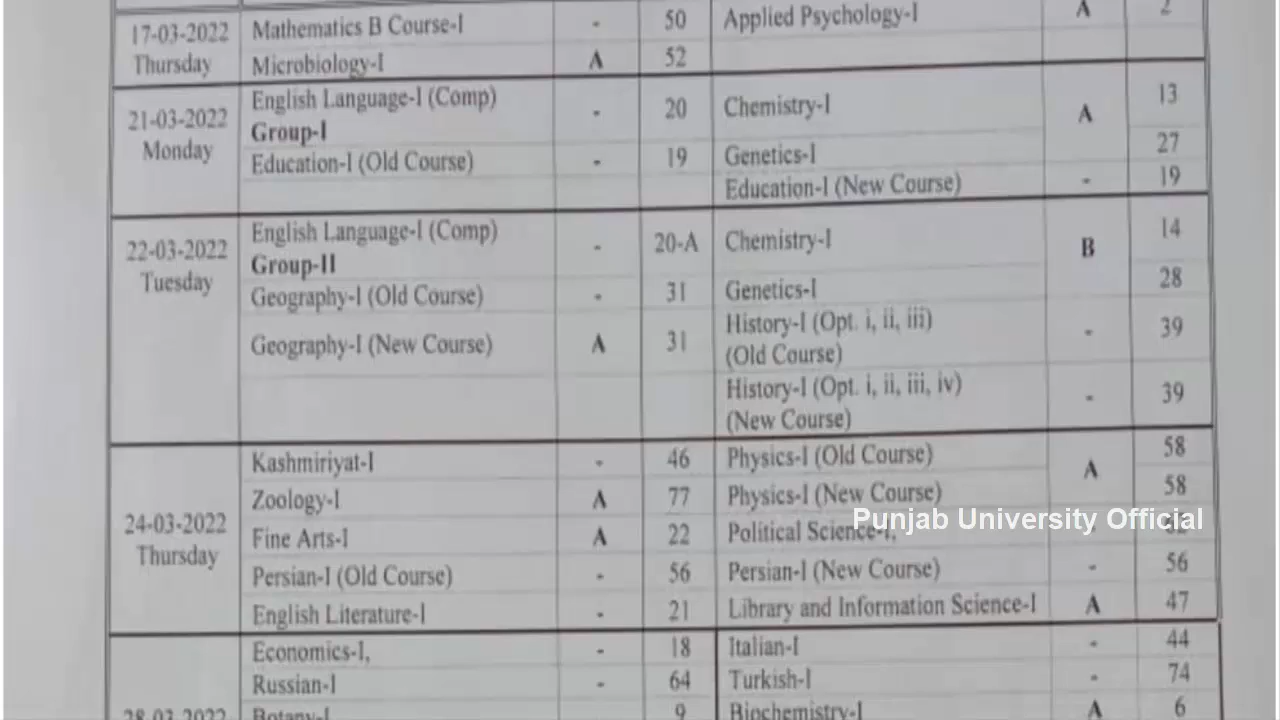 17-03-2022 Thursday Mathematics B Course-I - 50 Applied Psychology-I A 2
Microbiology-I A 52
21-03-2022 Monday English Language-I (Comp) Group-I - 20 Chemistry-I A 13
Education-I (Old Course) - 19 Genetics-I 27
Education-I (New Course) - 19
22-03-2022 Tuesday English Language-I (Comp) Group-II - 20-A Chemistry-I B 14
Geography-I (Old Course) - 31 Genetics-I 28
Geography-I (New Course) A 31 History-I (Opt. i, ii, iii) (Old Course) - 39
History-I (Opt. i, ii, iii, iv) (New Course) - 39
24-03-2022 Thursday Kashmiriyat-I - 46 Physics-I (Old Course) A 58
Zoology-I A 77 Physics-I (New Course) 58
Punjab University Official
Fine Arts-I A 22 Political Science-I, -
Persian-I (Old Course) - 56 Persian-I (New Course) - 56
English Literature-I - 21 Library and Information Science-I A 47
28-03-2022 Economics-I, - 18 Italian-I - 44
Russian-I - 64 Turkish-I - 74
Botany-I 9 Biochemistry-I A 6